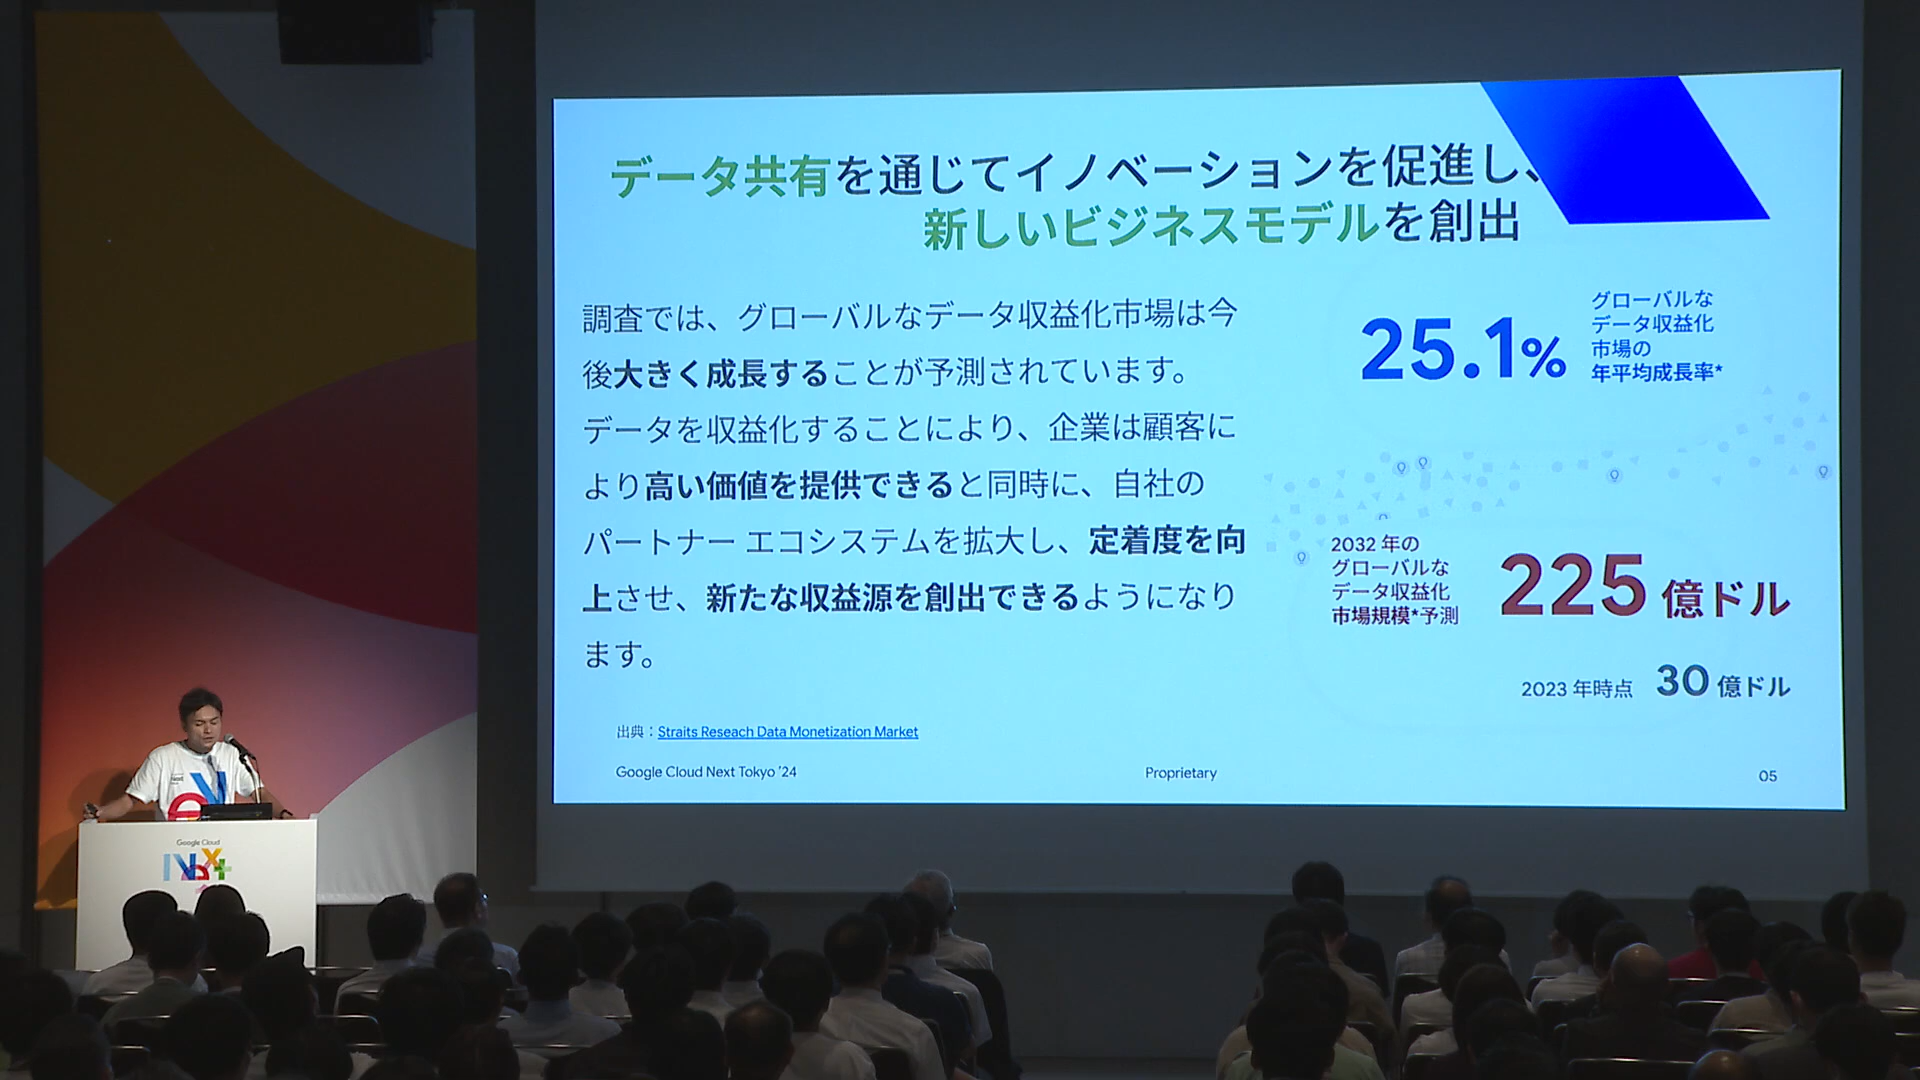 データ共有を通じてイノベーションを促進し、
新しいビジネスモデルを創出
調査では、グローバルなデータ収益化市場は今
後大きく成長することが予測されています。
データを収益化することにより、企業は顧客に
より高い価値を提供できると同時に、自社の
パートナー エコシステムを拡大し、定着度を向
上させ、新たな収益源を創出できるようになり
ます。
25.1%
グローバルな
データ収益化
市場の
年平均成長率*
2032 年の
グローバルな
データ収益化
市場規模*予測
225 億ドル
2023 年時点 30 億ドル
出典：Straits Reseach Data Monetization Market
Google Cloud Next Tokyo '24
Proprietary
05
Google Cloud
Next